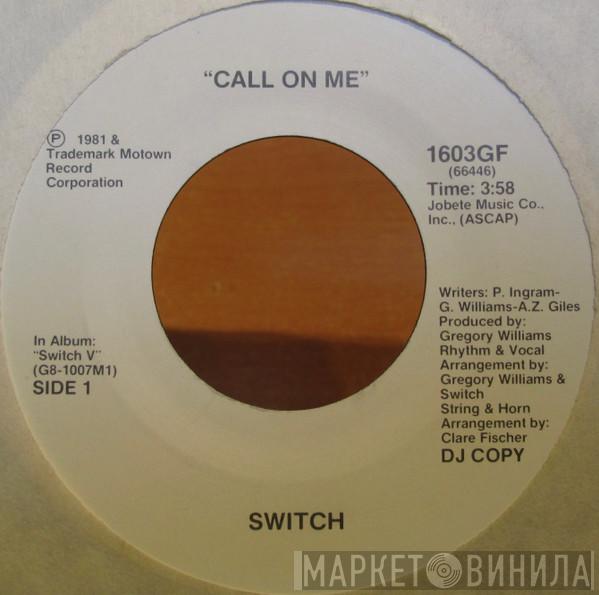 "CALL ON ME"
℗ 1981 &
Trademark Motown
Record
Corporation
1603GF
(66446)
Time: 3:58
Jobete Music Co.,
Inc., (ASCAP)
In Album:
"Switch V"
(G8-1007M1)
SIDE 1
Writers: P. Ingram-
G. Williams-A.Z. Giles
Produced by:
Gregory Williams
Rhythm & Vocal
Arrangement by:
Gregory Williams &
Switch
String & Horn
Arrangement by:
Clare Fischer
DJ COPY
SWITCH
МАРКЕТ ВИНИЛА